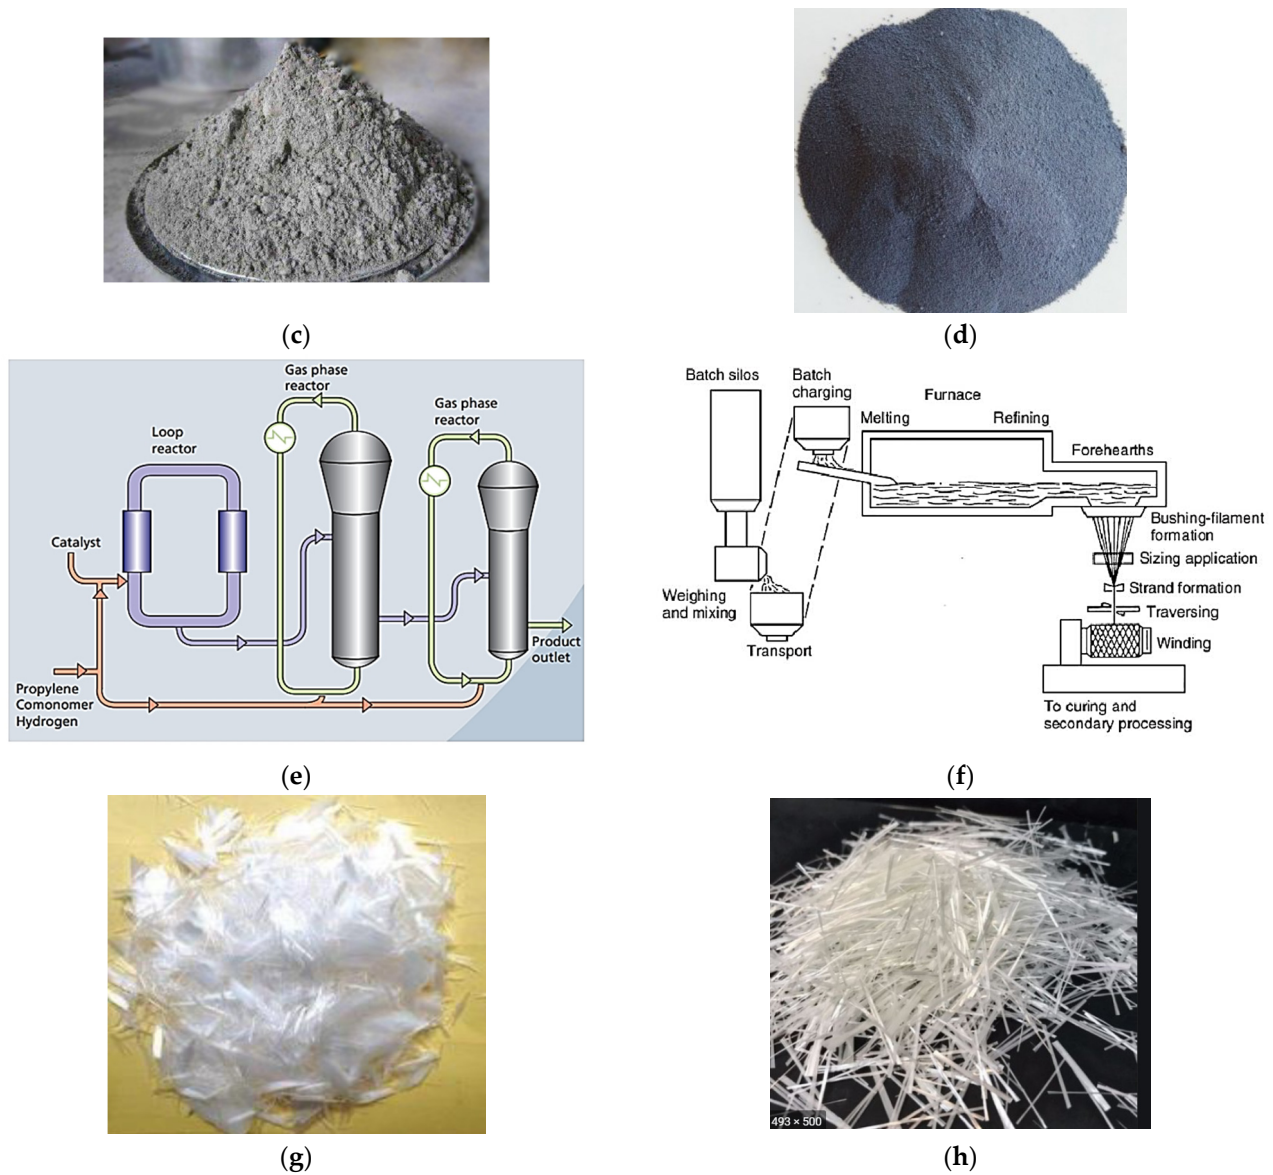 (c)
(d)
Gas phase
reactor
Gas phase
reactor
Loop
reactor
Catalyst
Propylene
Comonomer
Hydrogen
Product
outlet
(e)
Batch silos
Batch
charging
Furnace
Melting
Refining
Forehearths
Bushing-filament
formation
Sizing application
Strand formation
Traversing
Winding
Weighing
and mixing
Transport
To curing and
secondary processing
(f)
(g)
493 × 500
(h)